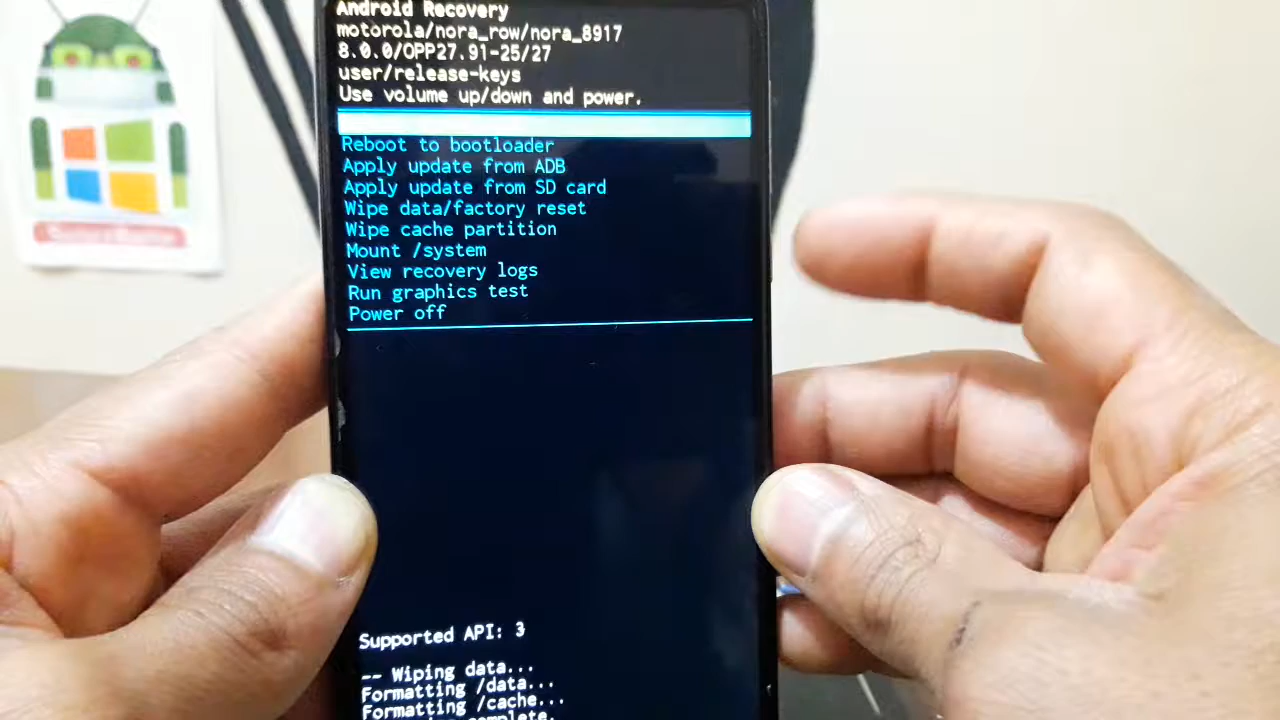 Android Recovery
motorola/nora_row/nora_8917
8.0.0/OPP27.91-25/27
user/release-keys
Use volume up/down and power.
Reboot to bootloader
Apply update from ADB
Apply update from SD card
Wipe data/factory reset
Wipe cache partition
Mount /system
View recovery logs
Run graphics test
Power off
Supported API: 3
-- Wiping data...
Formatting /data...
Formatting /cache...
complete.